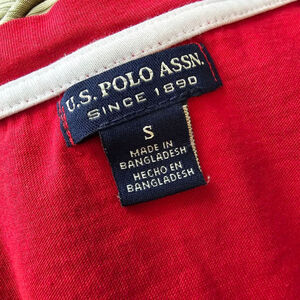 U.S. POLO ASSN.
SINCE 1890
S
MADE IN
BANGLADESH
HECHO EN
BANGLADESH